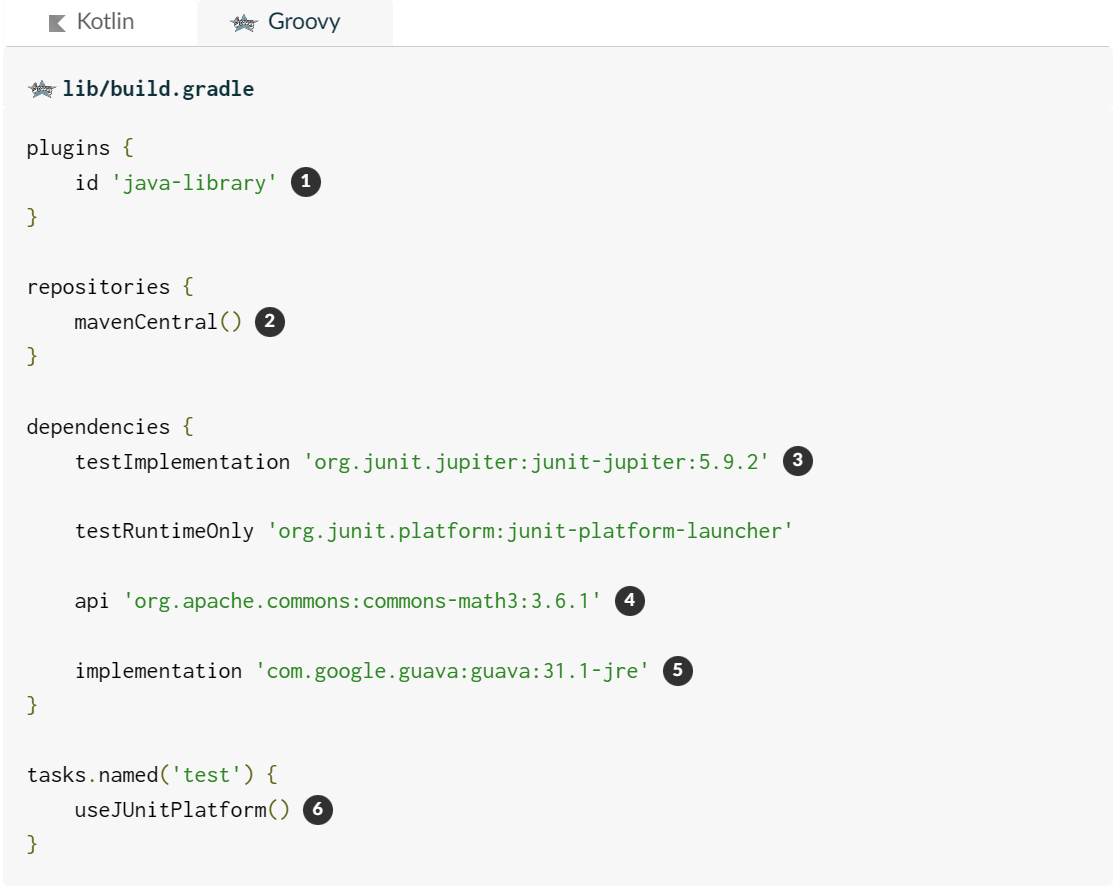 Kotlin
Groovy
lib/build.gradle
plugins {
    id 'java-library' 1
}
repositories {
    mavenCentral() 2
}
dependencies {
    testImplementation 'org.junit.jupiter:junit-jupiter:5.9.2' 3
    testRuntimeOnly 'org.junit.platform:junit-platform-launcher'
    api 'org.apache.commons:commons-math3:3.6.1' 4
    implementation 'com.google.guava:guava:31.1-jre' 5
}
tasks.named('test') {
    useJUnitPlatform() 6
}